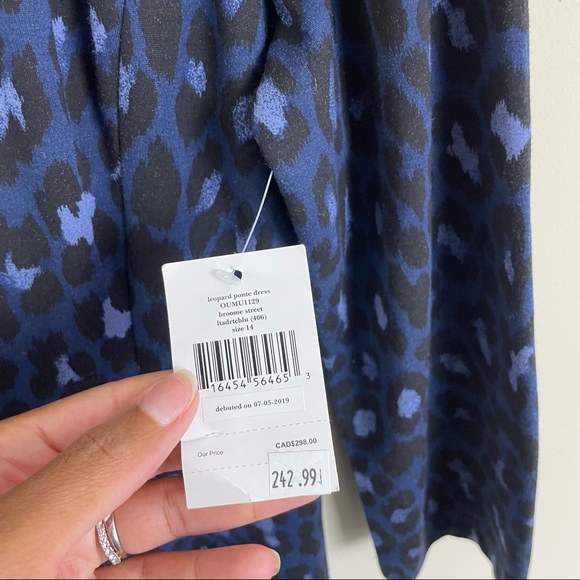 leopard ponte dress
OUMU1129
broome street
ltadrtcblu (406)
size 14
16454 56465 3
debuted on 07-05-2019
Our Price CAD$298.00
242.99